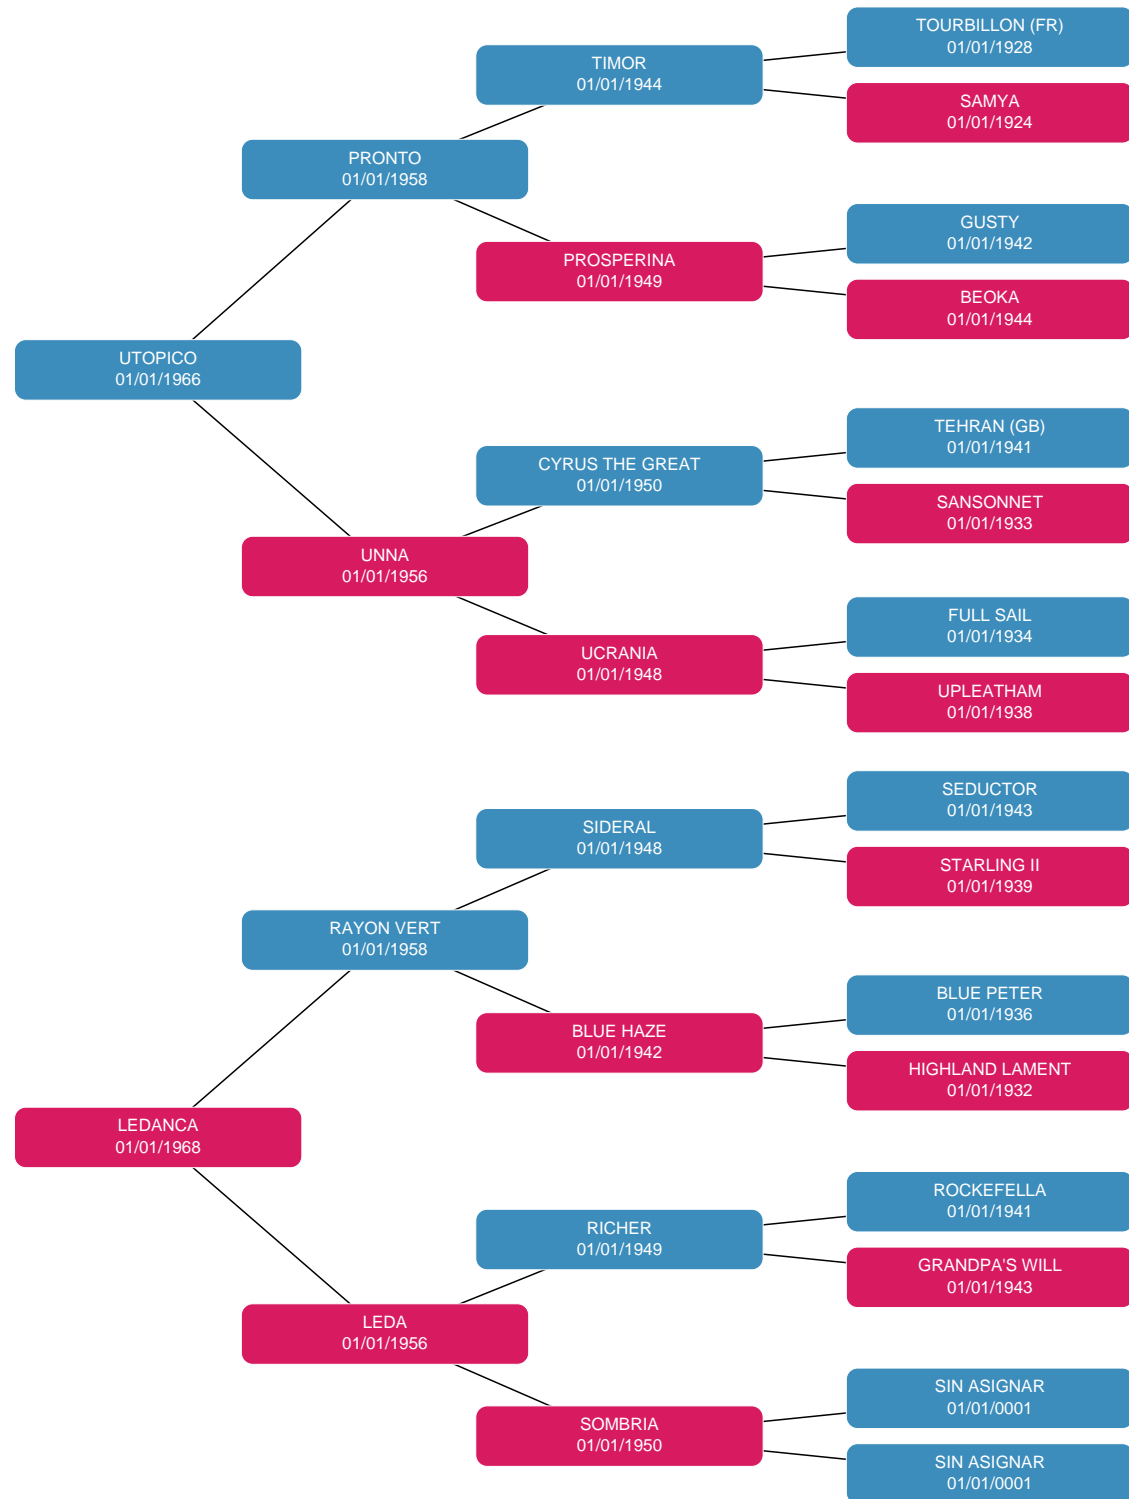 TOURBILLON (FR)
01/01/1928
TIMOR
01/01/1944
SAMYA
01/01/1924
PRONTO
01/01/1958
GUSTY
01/01/1942
PROSPERINA
01/01/1949
BEOKA
01/01/1944
UTOPICO
01/01/1966
TEHRAN (GB)
01/01/1941
CYRUS THE GREAT
01/01/1950
SANSONNET
01/01/1933
UNNA
01/01/1956
FULL SAIL
01/01/1934
UCRANIA
01/01/1948
UPLEATHAM
01/01/1938
SEDUCTOR
01/01/1943
SIDERAL
01/01/1948
STARLING II
01/01/1939
RAYON VERT
01/01/1958
BLUE PETER
01/01/1936
BLUE HAZE
01/01/1942
HIGHLAND LAMENT
01/01/1932
LEDANCA
01/01/1968
ROCKEFELLA
01/01/1941
RICHER
01/01/1949
GRANDPA'S WILL
01/01/1943
LEDA
01/01/1956
SIN ASIGNAR
01/01/0001
SOMBRIA
01/01/1950
SIN ASIGNAR
01/01/0001